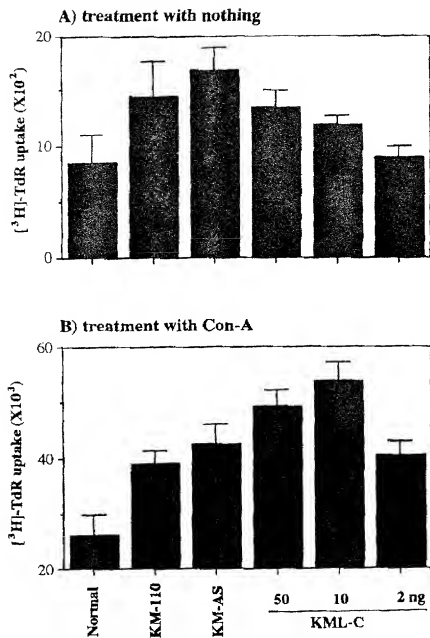 A) treatment with nothing
[³H]-TdR uptake (X10²)
20
10
0
B) treatment with Con-A
[³H]-TdR uptake (X10³)
60
40
20
Normal
KM-110
KM-AS
50
10
2 ng
KML-C